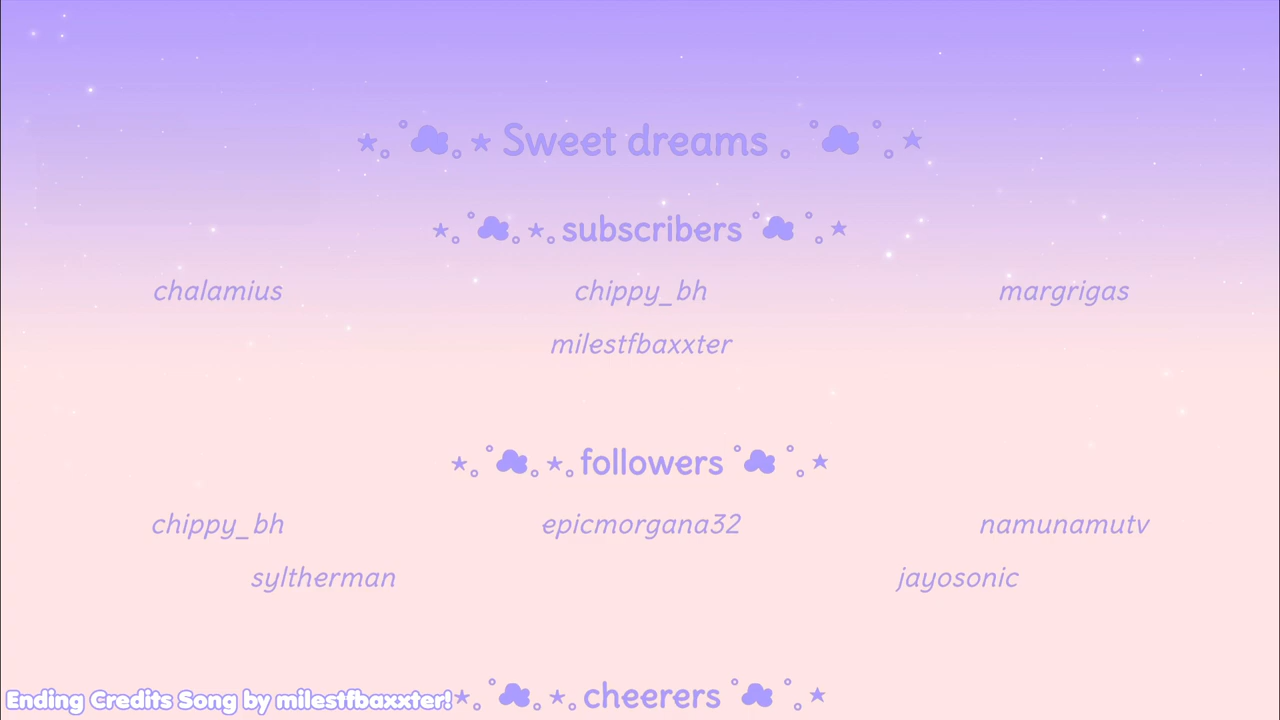 ⋆。˚☁︎。⋆ Sweet dreams 。˚☁︎ ˚。⋆
⋆。˚☁︎。⋆。subscribers ˚☁︎ ˚。⋆
chalamius chippy_bh margrigas
milestfbaxxter
⋆。˚☁︎。⋆。followers ˚☁︎ ˚。⋆
chippy_bh epicmorgana32 namunamutv
syltherman jayosonic
⋆。˚☁︎。⋆。cheerers ˚☁︎ ˚。⋆
Ending Credits Song by milestfbaxxter!